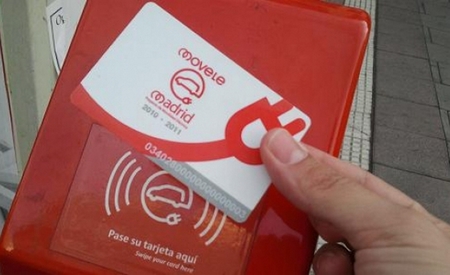 movele
madrid
2010 - 2011
Pase su tarjeta aquí
Swipe your card here